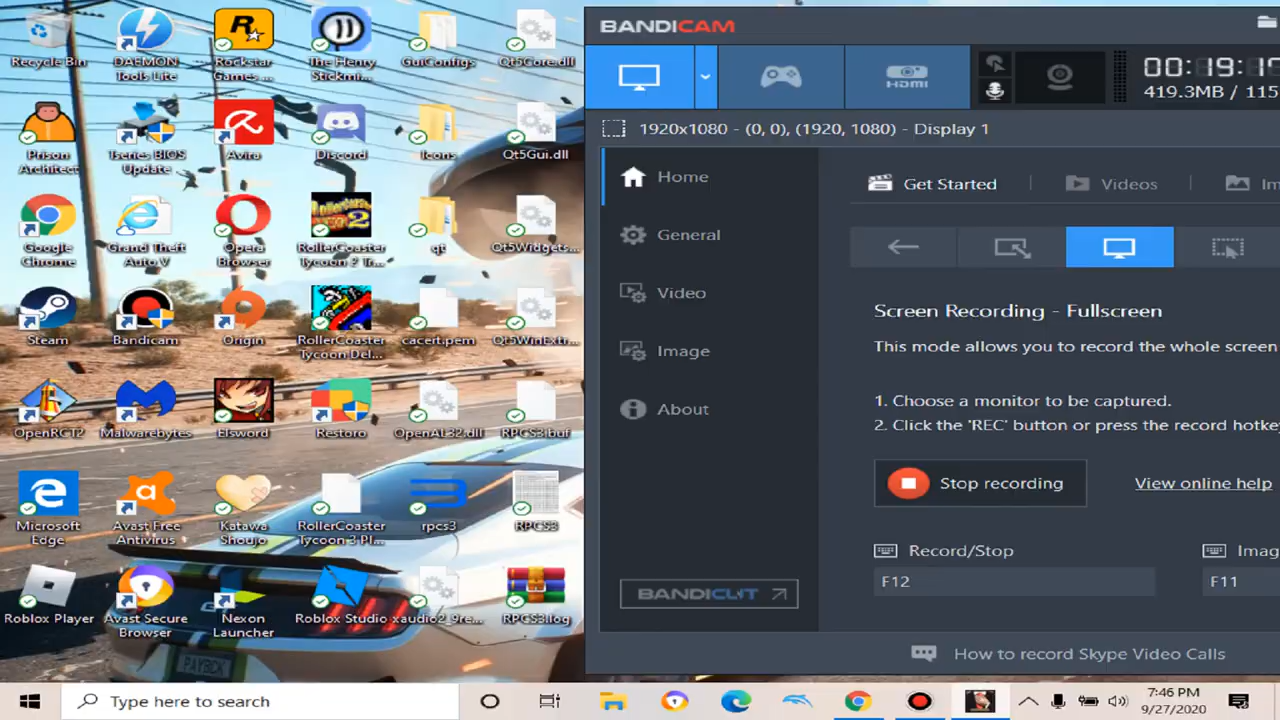 Recycle Bin
DAEMON
Tools Lite
R
Rockstar
Games ...
The Henry
Stickmi...
GuiConfigs
Qt5Core.dll
Prison
Architect
1series BIOS
Update
Avira
Discord
Icons
Qt5Gui.dll
Google
Chrome
Grand Theft
Auto V
Opera
Browser
RollerCoaster
Tycoon 2 Tr...
qt
Qt5Widgets...
Steam
Bandicam
Origin
RollerCoaster
Tycoon Del...
cacert.pem
Qt5WinExtr...
OpenRCT2
Malwarebytes
Elsword
Restoro
OpenAL32.dll
RPCS3.buf
Microsoft
Edge
Avast Free
Antivirus
Katawa
Shoujo
RollerCoaster
Tycoon 3 Pl...
rpcs3
RPCS3
Roblox Player
Avast Secure
Browser
Nexon
Launcher
Roblox Studio
xaudio2_9re...
RPCS3.log
PAYBCK
BANDICAM
HDMI
00:19:17
419.3MB / 115
1920x1080 - (0, 0), (1920, 1080) - Display 1
Home
General
Video
Image
About
BANDICUT
Get Started
Videos
Im
Screen Recording - Fullscreen
This mode allows you to record the whole screen
1. Choose a monitor to be captured.
2. Click the 'REC' button or press the record hotke
Stop recording
View online help
Record/Stop
Imag
F12
F11
How to record Skype Video Calls
Type here to search
7:46 PM
9/27/2020